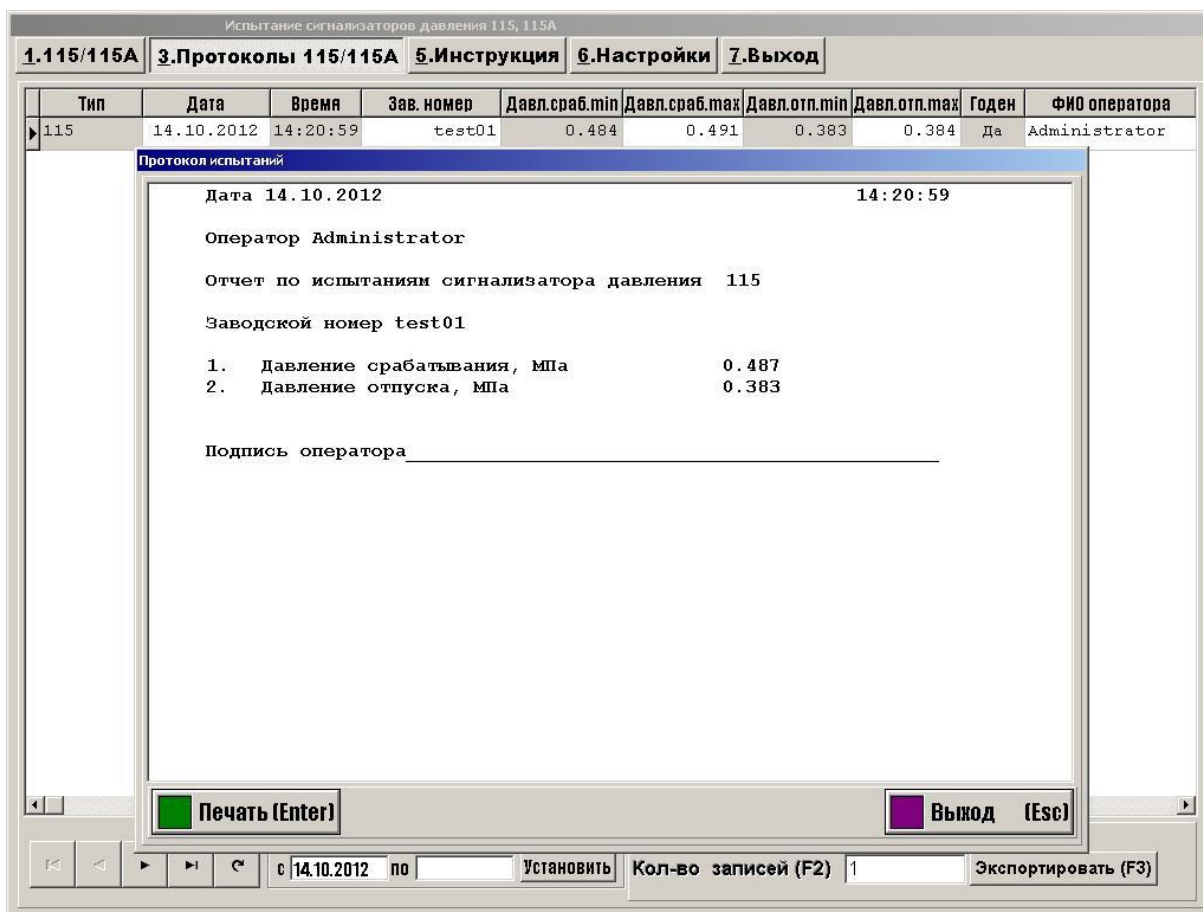 Испытание сигнализаторов давления 115, 115А
1.115/115А 3.Протоколы 115/115А 5.Инструкция 6.Настройки 7.Выход
Тип Дата Время Зав. номер Давл.сраб.min Давл.сраб.max Давл.отп.min Давл.отп.max Годен ФИО оператора
115 14.10.2012 14:20:59 test01 0.484 0.491 0.383 0.384 Да Administrator
Протокол испытаний
Дата 14.10.2012 14:20:59
Оператор Administrator
Отчет по испытаниям сигнализатора давления 115
Заводской номер test01
1. Давление срабатывания, МПа 0.487
2. Давление отпуска, МПа 0.383
Подпись оператора
Печать (Enter) Выход (Esc)
с 14.10.2012 по Установить Кол-во записей (F2) 1 Экспортировать (F3)